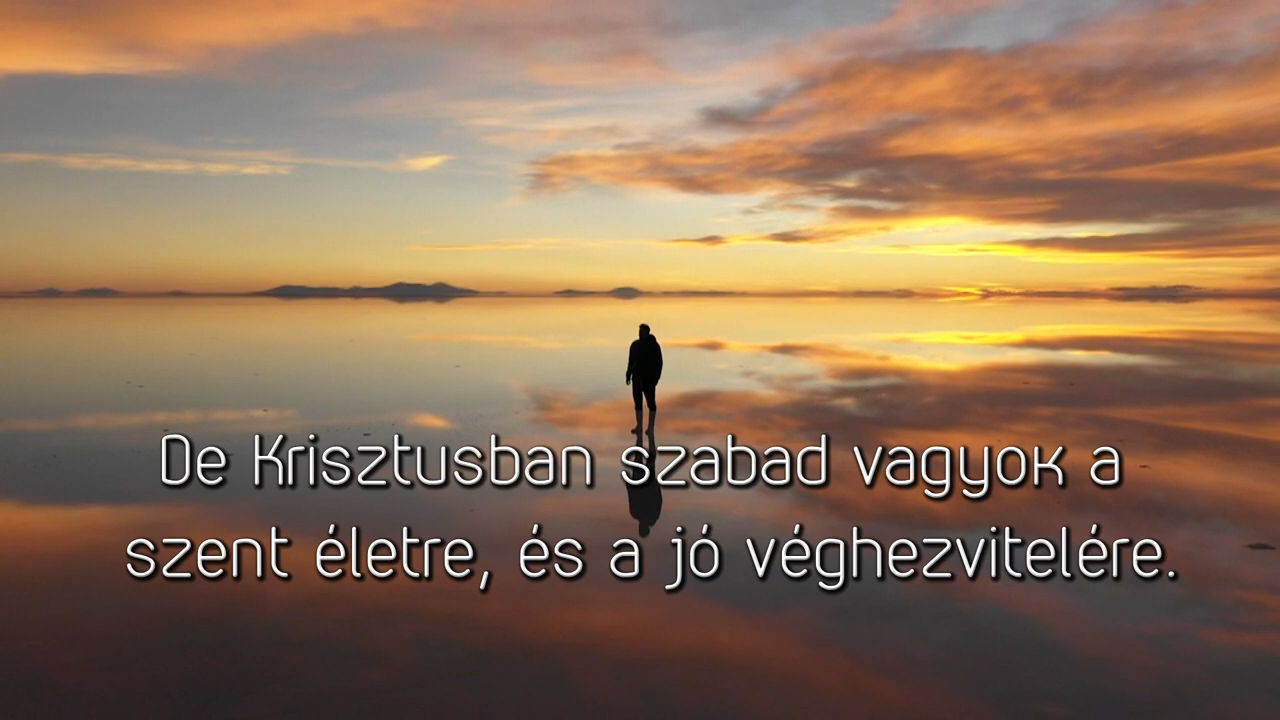 De Krisztusban szabad vagyok a
szent életre, és a jó véghezvitelére.